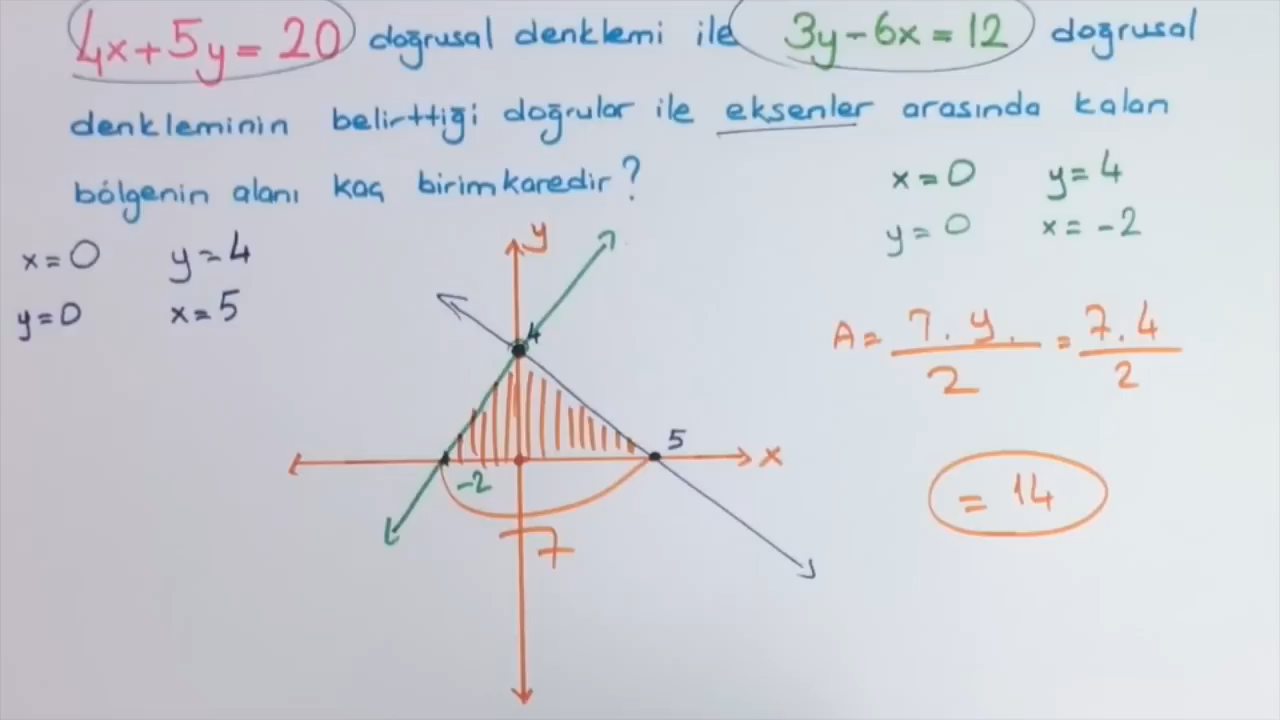 4x+5y=20 doğrusal denklemi ile 3y-6x=12 doğrusal
denkleminin belirttiği doğrular ile eksenler arasında kalan
bölgenin alanı kaç birimkaredir?
x=0 y=4
y=0 x=5
x=0 y=4
y=0 x=-2
A= 7.y. / 2 = 7.4 / 2
= 14
y
4
5
x
-2
7